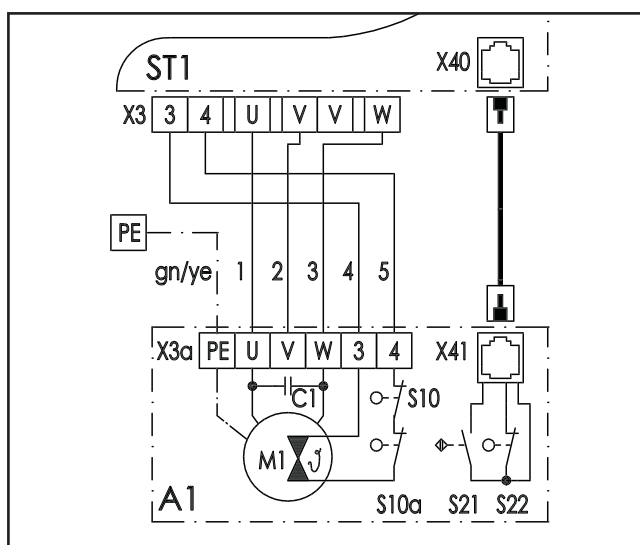 ST1
X40
X3 3 4 U V V W
PE
gn/ye 1 2 3 4 5
X3a PE U V W 3 4 X41
C1
S10
M1 ϑ
A1
S10a S21 S22